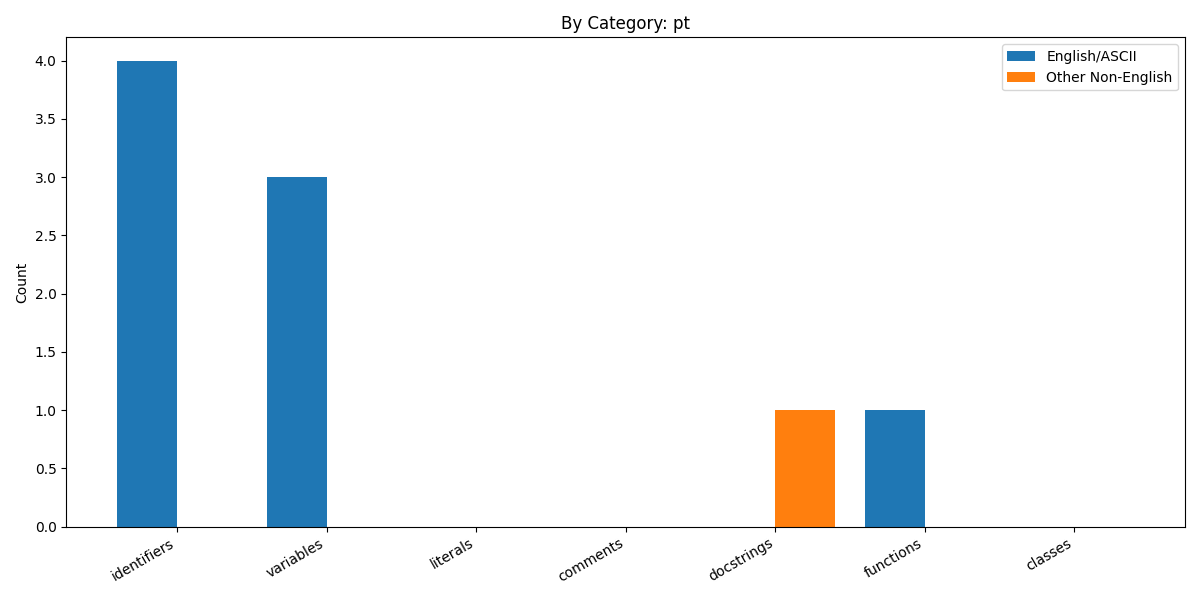 By Category: pt
English/ASCII
Other Non-English
Count
4.0
3.5
3.0
2.5
2.0
1.5
1.0
0.5
0.0
identifiers
variables
literals
comments
docstrings
functions
classes